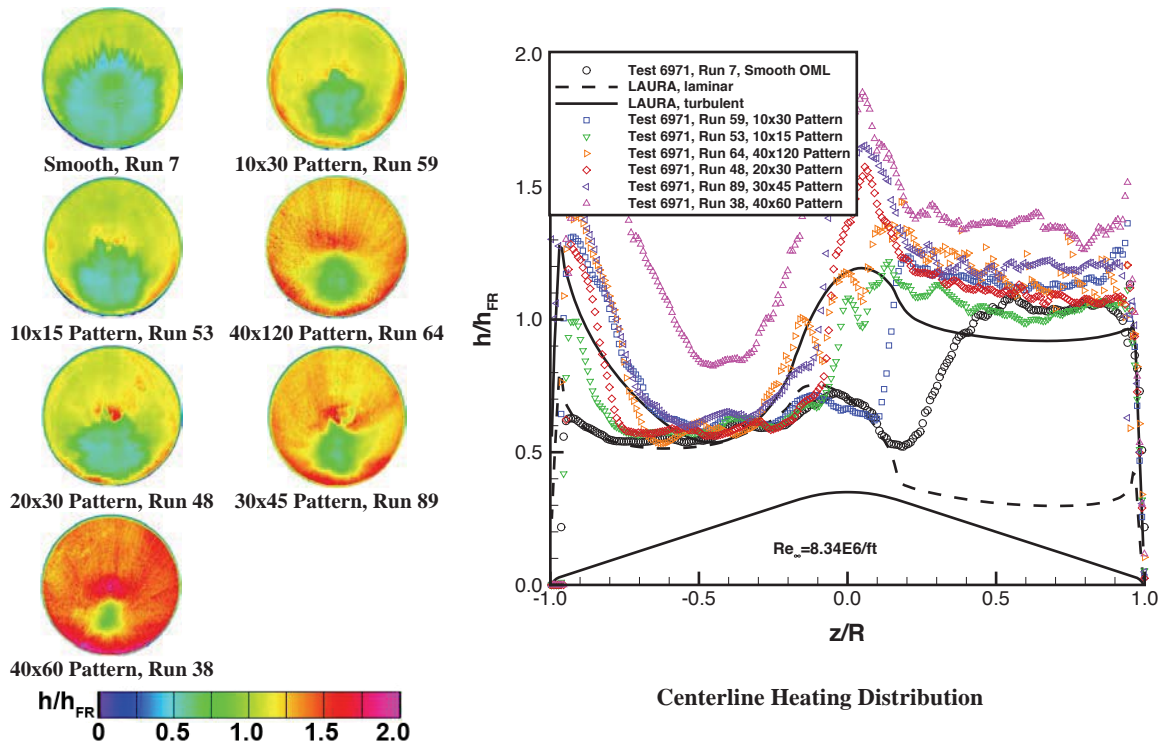 Smooth, Run 7
10x30 Pattern, Run 59
10x15 Pattern, Run 53
40x120 Pattern, Run 64
20x30 Pattern, Run 48
30x45 Pattern, Run 89
40x60 Pattern, Run 38
h/hFR
0 0.5 1.0 1.5 2.0
2.0
1.5
1.0
0.5
0.0
h/hFR
Test 6971, Run 7, Smooth OML
LAURA, laminar
LAURA, turbulent
Test 6971, Run 59, 10x30 Pattern
Test 6971, Run 53, 10x15 Pattern
Test 6971, Run 64, 40x120 Pattern
Test 6971, Run 48, 20x30 Pattern
Test 6971, Run 89, 30x45 Pattern
Test 6971, Run 38, 40x60 Pattern
Re∞=8.34E6/ft
-1.0 -0.5 0.0 0.5 1.0
z/R
Centerline Heating Distribution